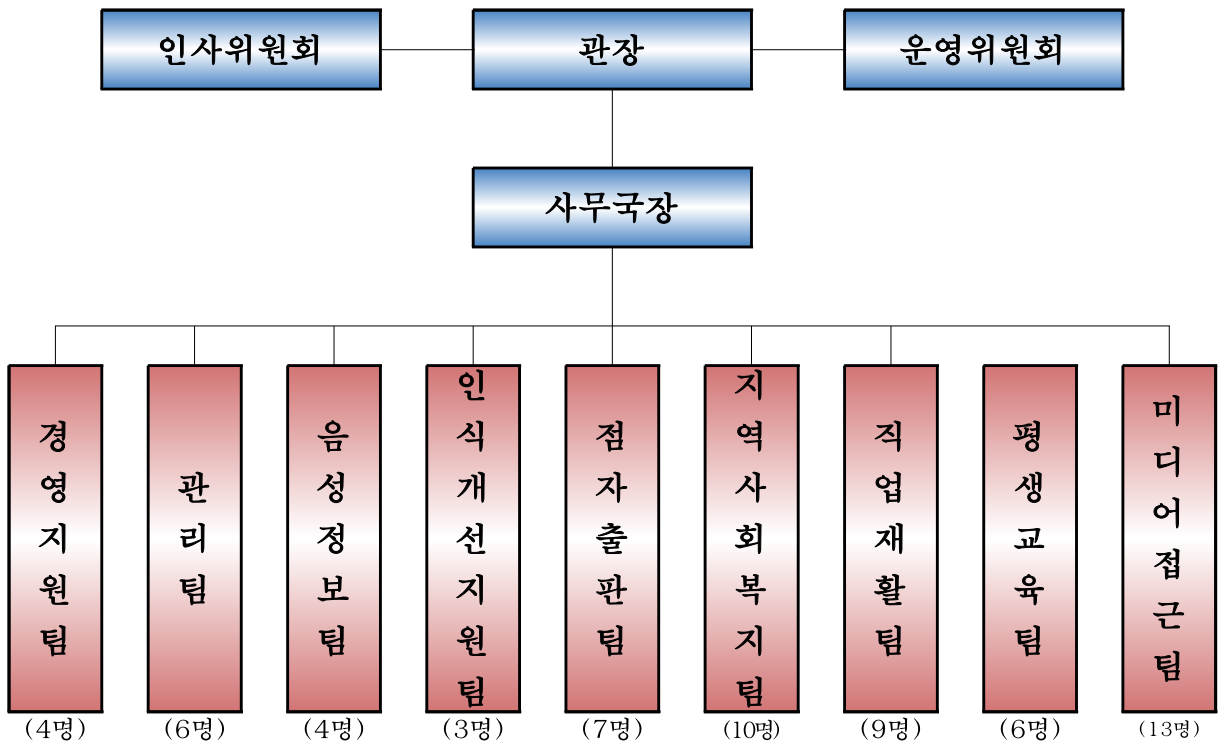 인사위원회
관장
운영위원회
사무국장
경영지원팀
관리팀
음성정보팀
인식개선지원팀
점자출판팀
지역사회복지팀
직업재활팀
평생교육팀
미디어접근팀
(4명)
(6명)
(4명)
(3명)
(7명)
(10명)
(9명)
(6명)
(13명)